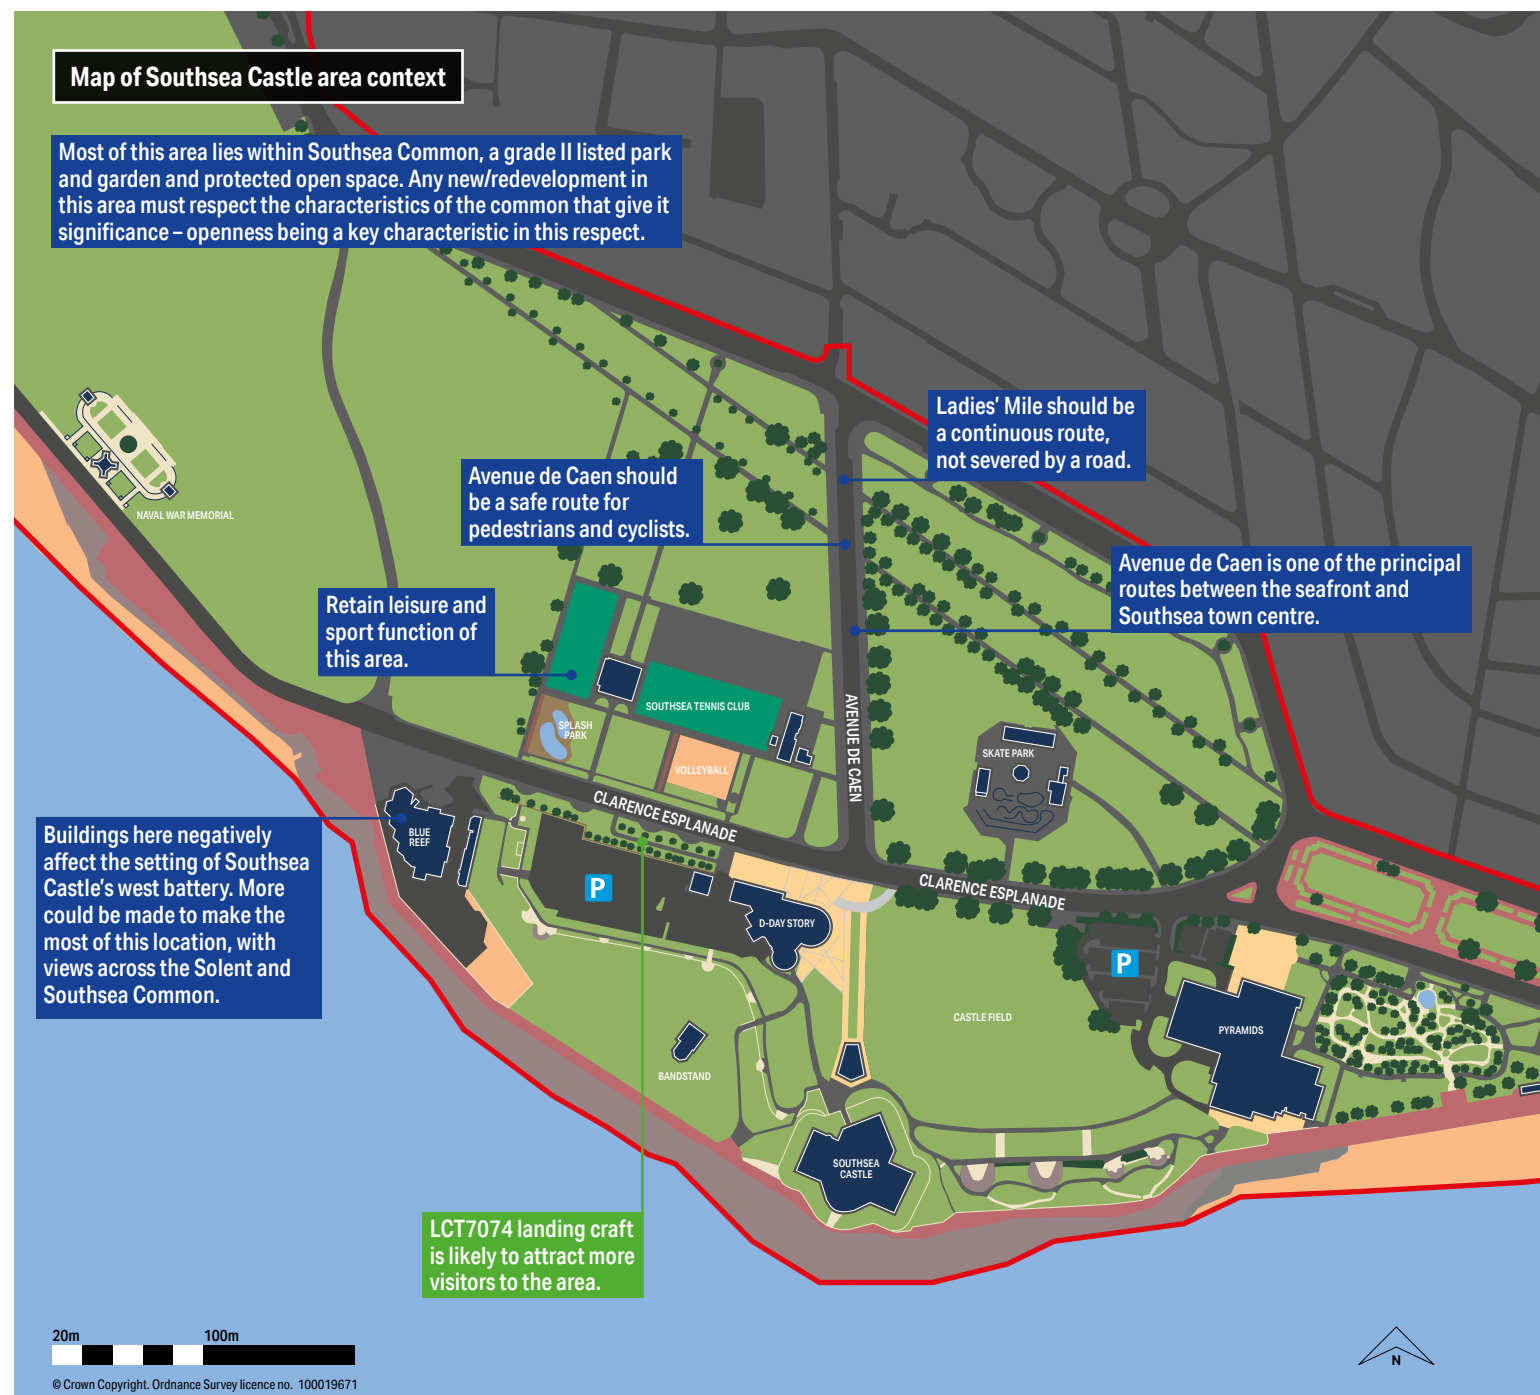 Map of Southsea Castle area context
Most of this area lies within Southsea Common, a grade II listed park
and garden and protected open space. Any new/redevelopment in
this area must respect the characteristics of the common that give it
significance – openness being a key characteristic in this respect.
Ladies’ Mile should be
a continuous route,
not severed by a road.
Avenue de Caen should
be a safe route for
pedestrians and cyclists.
NAVAL WAR MEMORIAL
Avenue de Caen is one of the principal
routes between the seafront and
Southsea town centre.
Retain leisure and
sport function of
this area.
SOUTHSEA TENNIS CLUB
SPLASH
PARK
VOLLEYBALL
AVENUE DE CAEN
SKATE PARK
CLARENCE ESPLANADE
BLUE
REEF
Buildings here negatively
affect the setting of Southsea
Castle’s west battery. More
could be made to make the
most of this location, with
views across the Solent and
Southsea Common.
P
CLARENCE ESPLANADE
D-DAY STORY
P
CASTLE FIELD
PYRAMIDS
BANDSTAND
SOUTHSEA
CASTLE
LCT7074 landing craft
is likely to attract more
visitors to the area.
20m
100m
N
© Crown Copyright. Ordnance Survey licence no. 100019671